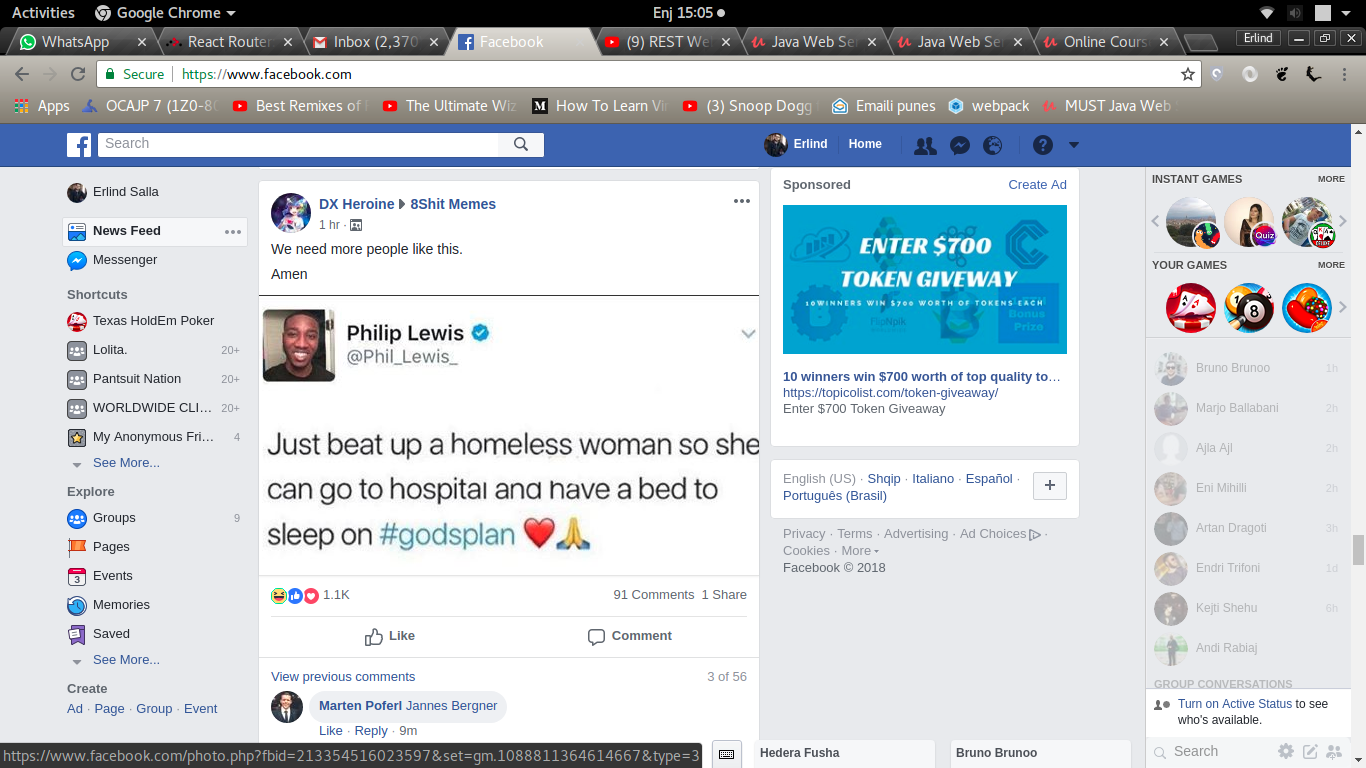 Activities
Google Chrome
Enj 15:05
WhatsApp
React Router
Inbox (2,370
Facebook
(9) REST We
Java Web Ser
Java Web Ser
Online Cours
Erlind
Secure
https://www.facebook.com
Apps
OCAJP 7 (1Z0-80
Best Remixes of
The Ultimate Wiz
How To Learn Vi
(3) Snoop Dogg
Emaili punes
webpack
MUST Java Web
Search
Erlind
Home
Erlind Salla
News Feed
Messenger
Shortcuts
Texas HoldEm Poker
Lolita. 20+
Pantsuit Nation 20+
WORLDWIDE CLI... 20+
My Anonymous Fri... 4
See More...
Explore
Groups 9
Pages
Events
Memories
Saved
See More...
Create
Ad · Page · Group · Event
DX Heroine 8Shit Memes
1 hr ·
We need more people like this.
Amen
Philip Lewis
@Phil_Lewis_
Just beat up a homeless woman so she
can go to hospital and have a bed to
sleep on #godsplan ❤️🙏
1.1K
91 Comments 1 Share
Like
Comment
View previous comments
3 of 56
Marten Poferl Jannes Bergner
Like · Reply · 9m
https://www.facebook.com/photo.php?fbid=213354516023597&set=gm.1088811364614667&type=3
Sponsored
Create Ad
ENTER $700
TOKEN GIVEWAY
10WINNERS WIN $700 WORTH OF TOKENS EACH
FlipNpik
Bonus
Prize
10 winners win $700 worth of top quality to...
https://topicolist.com/token-giveaway/
Enter $700 Token Giveaway
English (US) · Shqip · Italiano · Español ·
Português (Brasil)
Privacy · Terms · Advertising · Ad Choices ·
Cookies · More
Facebook © 2018
INSTANT GAMES
MORE
Quiz
YOUR GAMES
MORE
8
Bruno Brunoo 1h
Marjo Ballabani 2h
Ajla Ajl 2h
Eni Mihilli 2h
Artan Dragoti 3h
Endri Trifoni 1d
Kejti Shehu 6h
Andi Rabiaj
GROUP CONVERSATIONS
Turn on Active Status to see
who's available.
Search
Hedera Fusha
Bruno Brunoo